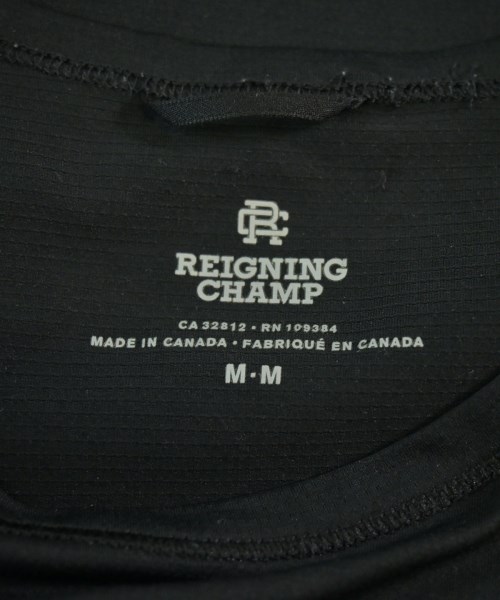 RC
REIGNING
CHAMP
CA 32812 • RN 109384
MADE IN CANADA • FABRIQUÉ EN CANADA
M • M